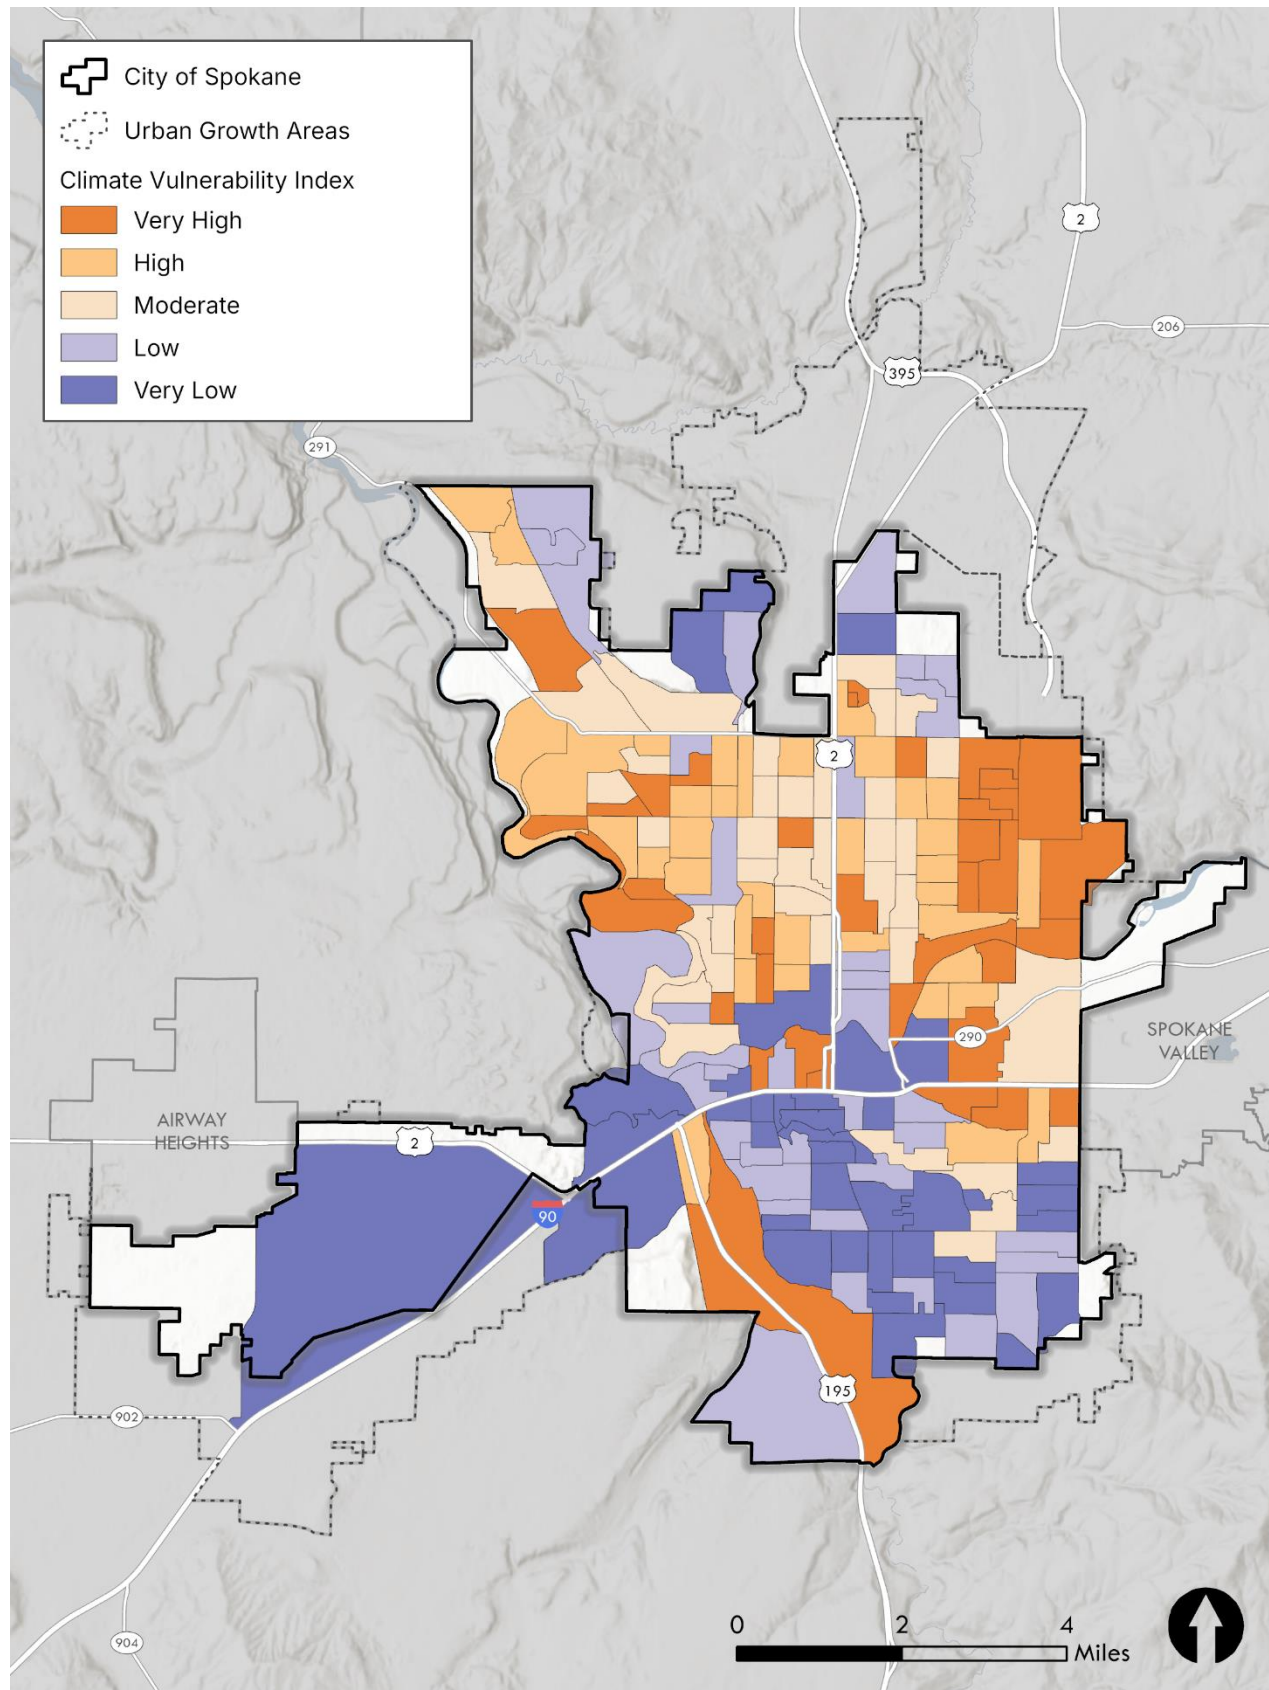 City of Spokane
Urban Growth Areas
Climate Vulnerability Index
Very High
High
Moderate
Low
Very Low
2
206
395
291
2
290
SPOKANE
VALLEY
AIRWAY
HEIGHTS
2
90
195
902
904
0 2 4
Miles